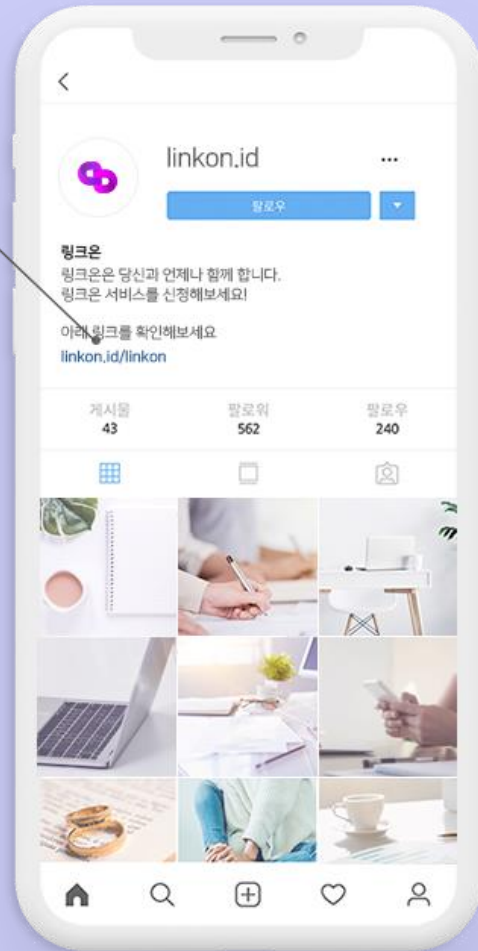 linkon.id
팔로우
링크온
링크온은 당신과 언제나 함께 합니다.
링크온 서비스를 신청해보세요!
아래 링크를 확인해보세요
linkon.id/linkon
게시물 팔로워 팔로우
43 562 240